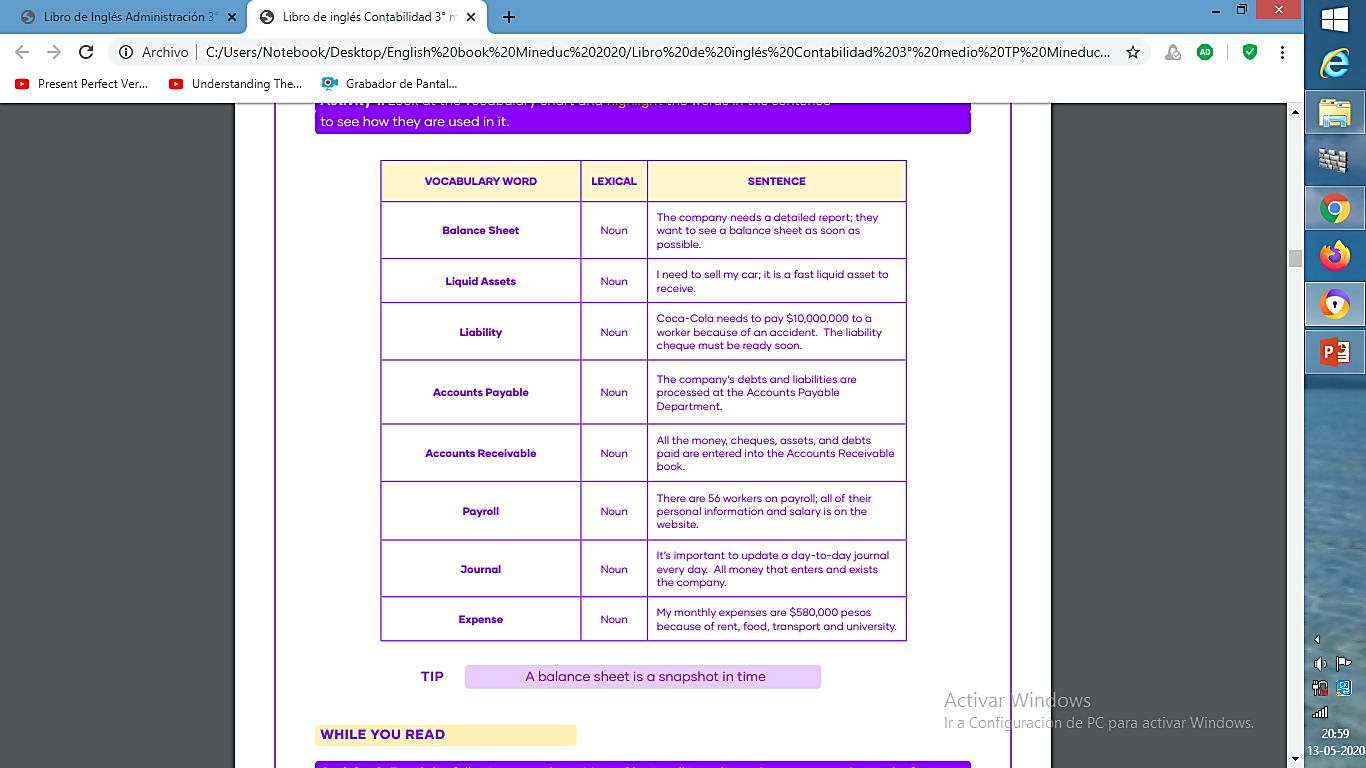 Libro de Inglés Administración 3°
Libro de inglés Contabilidad 3° m
Archivo
C:/Users/Notebook/Desktop/English%20book%20Mineduc%202020/Libro%20de%20inglés%20Contabilidad%203°%20medio%20TP%20Mineduc...
AD
Present Perfect Ver...
Understanding The...
Grabador de Pantal...
to see how they are used in it.
VOCABULARY WORD LEXICAL SENTENCE
Balance Sheet
Noun
The company needs a detailed report; they
want to see a balance sheet as soon as
possible.
Liquid Assets
Noun
I need to sell my car; it is a fast liquid asset to
receive.
Liability
Noun
Coca-Cola needs to pay $10,000,000 to a
worker because of an accident. The liability
cheque must be ready soon.
Accounts Payable
Noun
The company's debts and liabilities are
processed at the Accounts Payable
Department.
Accounts Receivable
Noun
All the money, cheques, assets, and debts
paid are entered into the Accounts Receivable
book.
Payroll
Noun
There are 56 workers on payroll; all of their
personal information and salary is on the
website.
Journal
Noun
It's important to update a day-to-day journal
every day. All money that enters and exists
the company.
Expense
Noun
My monthly expenses are $580,000 pesos
because of rent, food, transport and university.
TIP
A balance sheet is a snapshot in time
WHILE YOU READ
Activar Windows
Ir a Configuración de PC para activar Windows.
20:59
13-05-2020